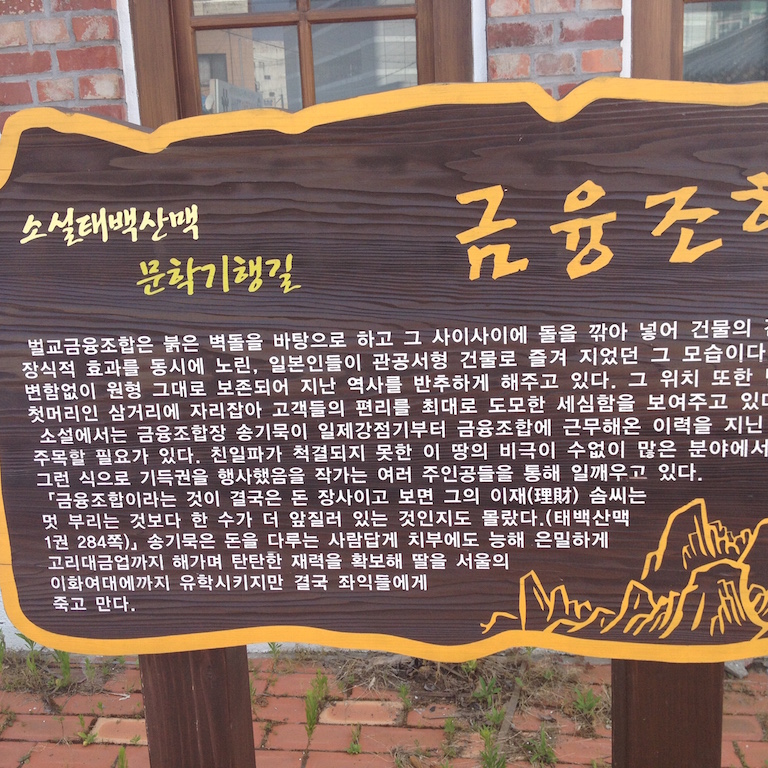 소설태백산맥
문학기행길
금융조합
벌교금융조합은 붉은 벽돌을 바탕으로 하고 그 사이사이에 돌을 깎아 넣어 건물의
장식적 효과를 동시에 노린, 일본인들이 관공서형 건물로 즐겨 지었던 그 모습이다
변함없이 원형 그대로 보존되어 지난 역사를 반추하게 해주고 있다. 그 위치 또한
첫머리인 삼거리에 자리잡아 고객들의 편리를 최대로 도모한 세심함을 보여주고 있다
소설에서는 금융조합장 송기묵이 일제강점기부터 금융조합에 근무해온 이력을 지닌
주목할 필요가 있다. 친일파가 척결되지 못한 이 땅의 비극이 수없이 많은 분야에서
그런 식으로 기득권을 행사했음을 작가는 여러 주인공들을 통해 일깨우고 있다.
「금융조합이라는 것이 결국은 돈 장사이고 보면 그의 이재(理財) 솜씨는
멋 부리는 것보다 한 수가 더 앞질러 있는 것인지도 몰랐다.(태백산맥
1권 284쪽)」 송기묵은 돈을 다루는 사람답게 치부에도 능해 은밀하게
고리대금업까지 해가며 탄탄한 재력을 확보해 딸을 서울의
이화여대에까지 유학시키지만 결국 좌익들에게
죽고 만다.